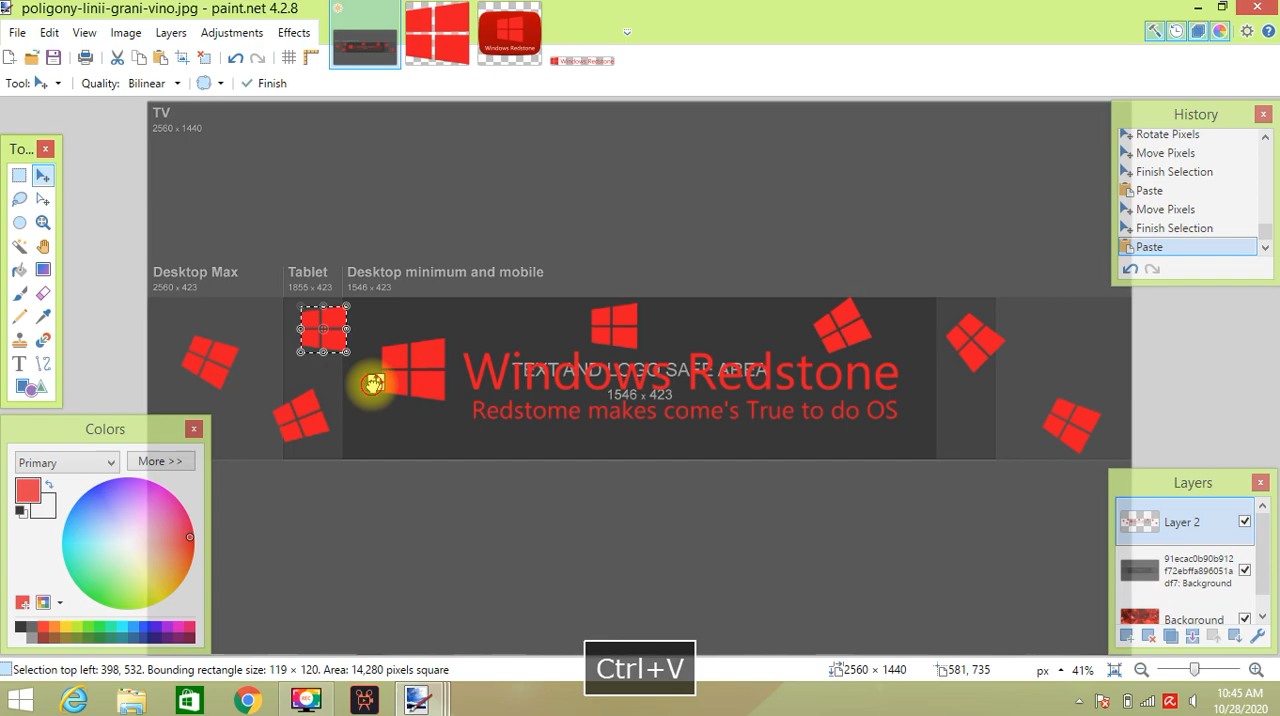 poligony-linii-grani-vino.jpg - paint.net 4.2.8
File Edit View Image Layers Adjustments Effects
Windows Redstone
Windows Redstone
Tool: Quality: Bilinear Finish
TV
2560 x 1440
History
Rotate Pixels
Move Pixels
Finish Selection
Paste
Move Pixels
Finish Selection
Paste
To...
Desktop Max
2560 x 423
Tablet
1855 x 423
Desktop minimum and mobile
1546 x 423
TEXT AND LOGO SAFE AREA
1546 × 423
Windows Redstone
Redstome makes come's True to do OS
Colors
Primary
More >>
Layers
Layer 2
91ecac0b90b912
f72ebffa896051a
df7: Background
Background
Ctrl+V
Selection top left: 398, 532. Bounding rectangle size: 119 × 120. Area: 14,280 pixels square
2560 × 1440
581, 735
px
41%
REC
10:45 AM
10/28/2020